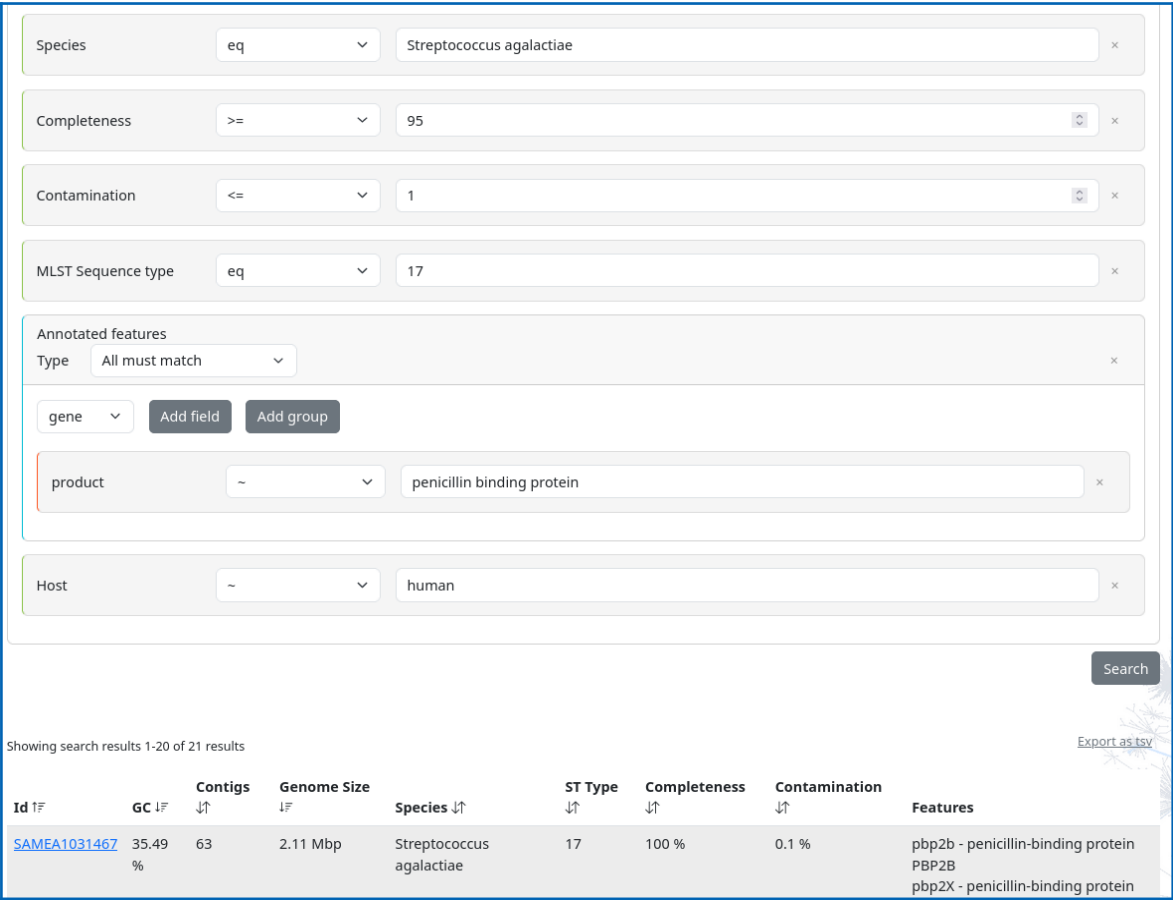 Species eq Streptococcus agalactiae ×
Completeness >= 95 ×
Contamination <= 1 ×
MLST Sequence type eq 17 ×
Annotated features
Type All must match ×
gene Add field Add group
product ~ penicillin binding protein ×
Host ~ human ×
Search
Showing search results 1-20 of 21 results Export as tsv
Id GC Contigs Genome Size Species ST Type Completeness Contamination Features
SAMEA1031467 35.49 63 2.11 Mbp Streptococcus 17 100 % 0.1 % pbp2b - penicillin-binding protein
% agalactiae PBP2B
pbp2X - penicillin-binding protein